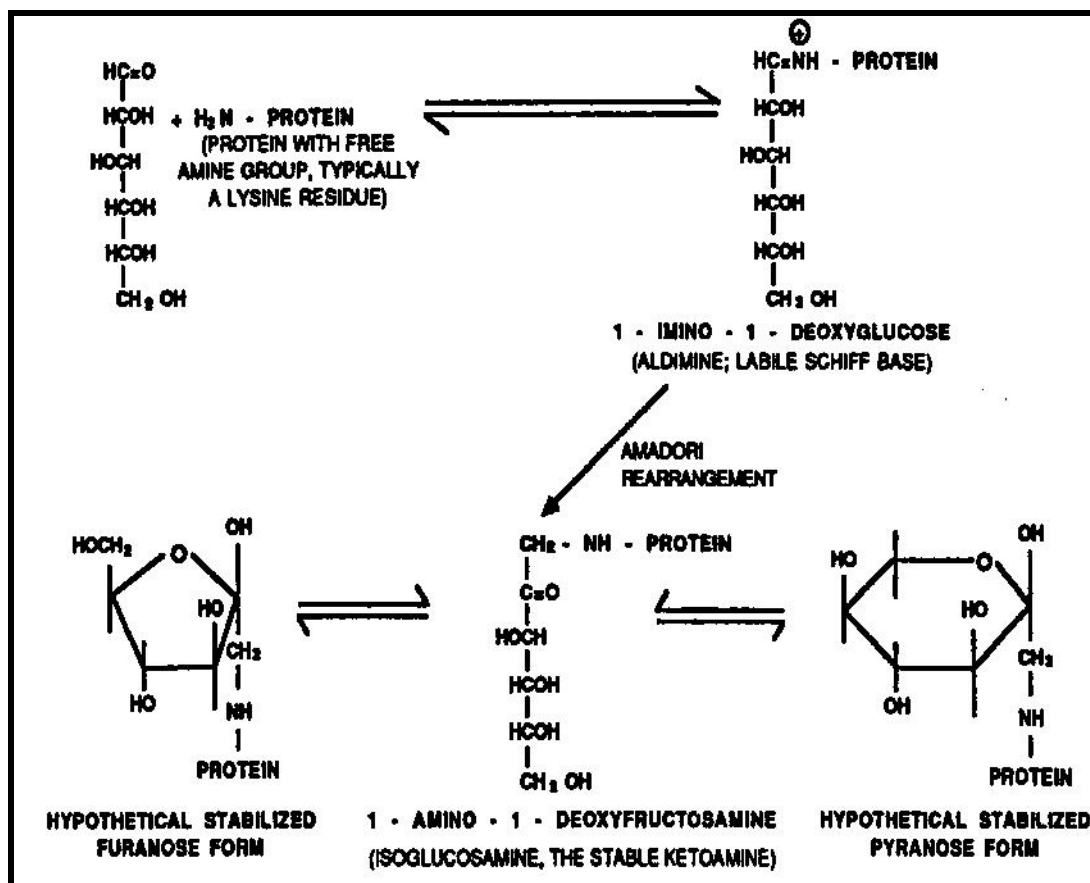 HC=O
HCOH
HOCH
HCOH
HCOH
CH2 OH
+ H2 N - PROTEIN
(PROTEIN WITH FREE
AMINE GROUP, TYPICALLY
A LYSINE RESIDUE)
+
HC=NH - PROTEIN
HCOH
HOCH
HCOH
HCOH
CH2 OH
1 - IMINO - 1 - DEOXYGLUCOSE
(ALDIMINE; LABILE SCHIFF BASE)
AMADORI
REARRANGEMENT
HOCH2 O OH
HO
CH2
HO
NH
PROTEIN
HYPOTHETICAL STABILIZED
FURANOSE FORM
CH2 - NH - PROTEIN
C=O
HOCH
HCOH
HCOH
CH2 OH
1 - AMINO - 1 - DEOXYFRUCTOSAMINE
(ISOGLUCOSAMINE, THE STABLE KETOAMINE)
OH
HO O
HO
CH2
OH
NH
PROTEIN
HYPOTHETICAL STABILIZED
PYRANOSE FORM